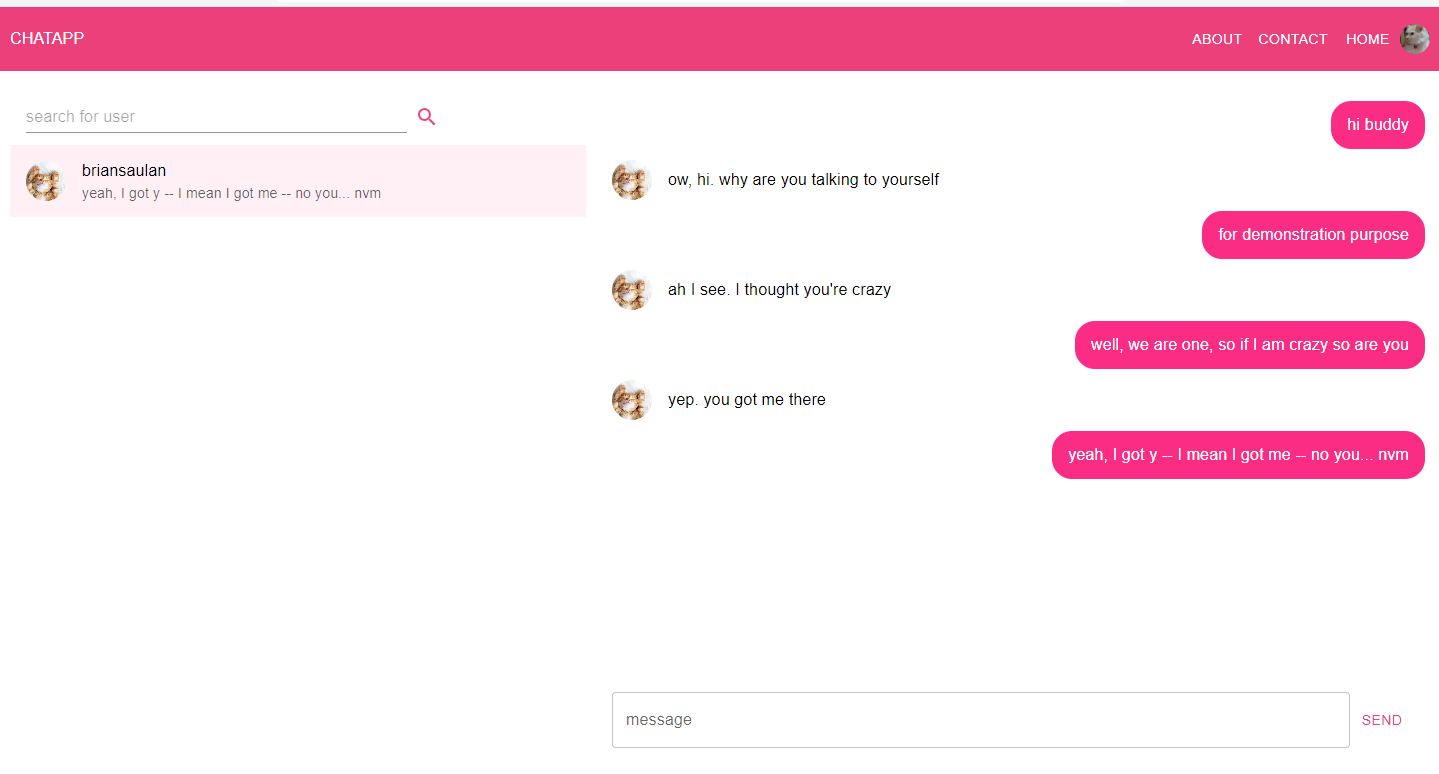 CHATAPP
ABOUT CONTACT HOME
search for user
briansaulan
yeah, I got y -- I mean I got me -- no you... nvm
hi buddy
ow, hi. why are you talking to yourself
for demonstration purpose
ah I see. I thought you're crazy
well, we are one, so if I am crazy so are you
yep. you got me there
yeah, I got y -- I mean I got me -- no you... nvm
message
SEND